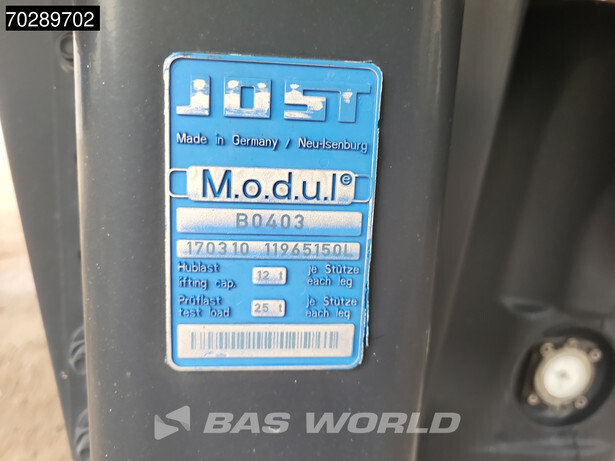 70289702
JOST
Made in Germany / Neu-Isenburg
M.o.d.u.l e
B0403
170310 11965150L
Hublast 12 t je Stütze
lifting cap. each leg
Prüflast 25 t je Stütze
test load each leg
BAS WORLD